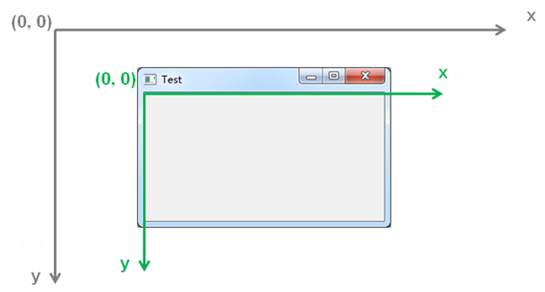 (0, 0)
x
(0, 0)
Test
x
y
y